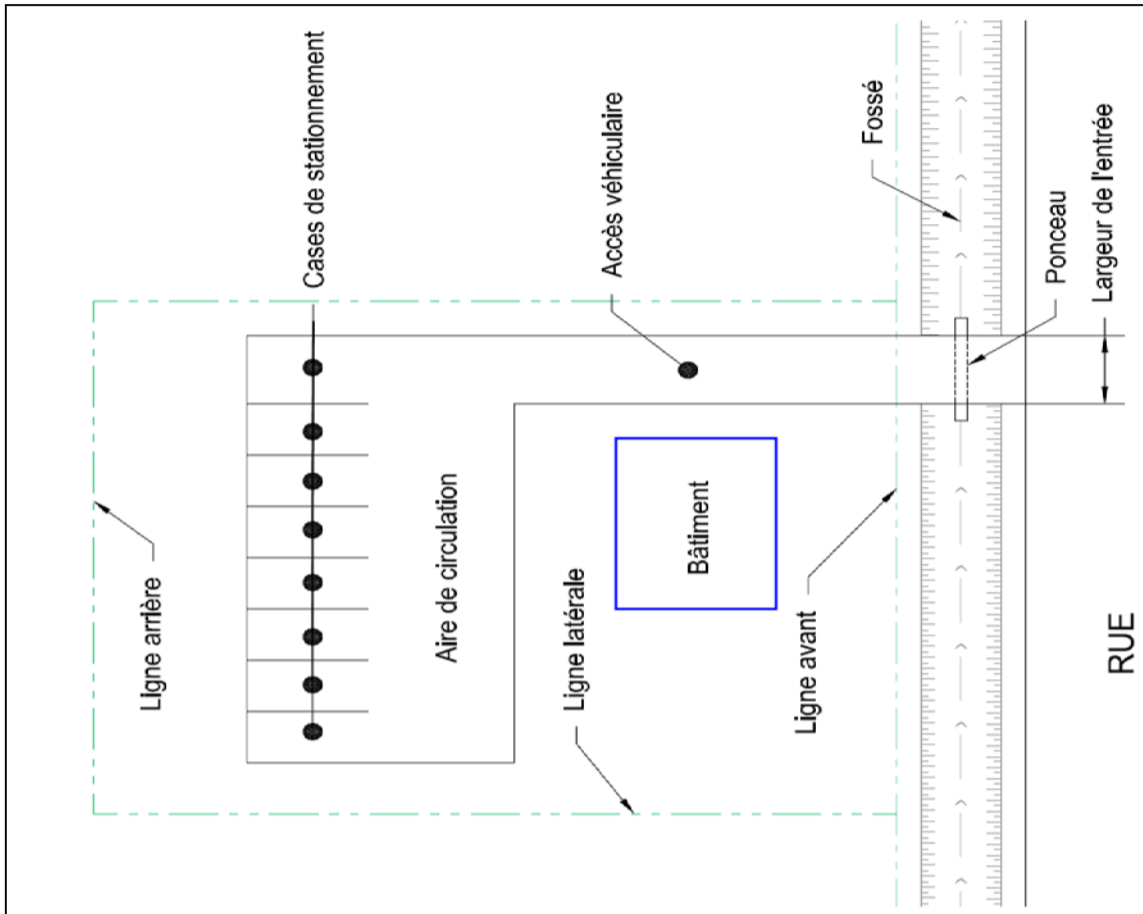 Cases de stationnement
Ligne arrière
Aire de circulation
Accès véhiculaire
Fossé
Bâtiment
Ligne latérale
Ligne avant
Ponceau
Largeur de l'entrée
RUE